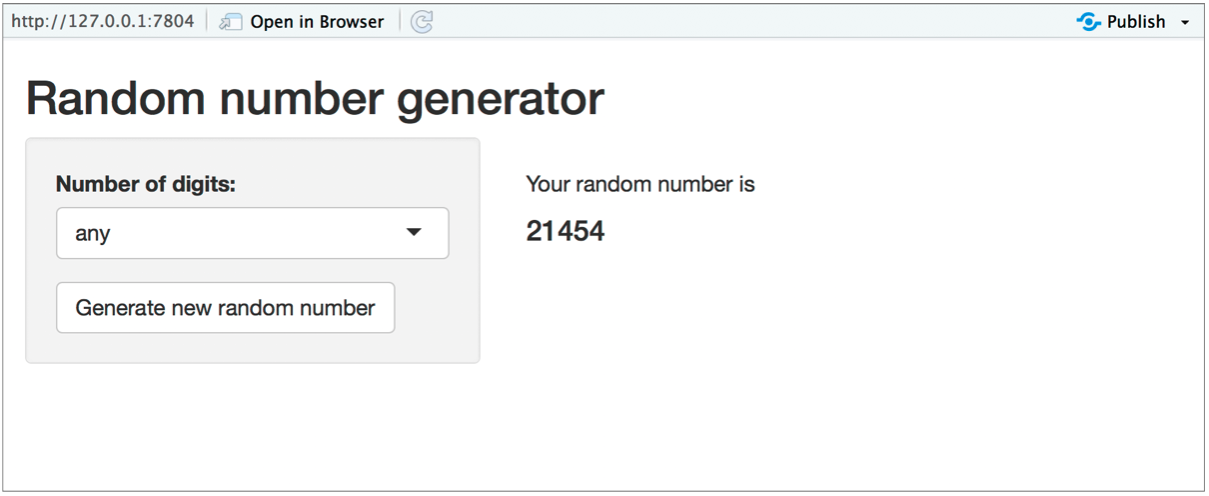 http://127.0.0.1:7804 Open in Browser Publish
Random number generator
Number of digits:
any
Generate new random number
Your random number is
21454